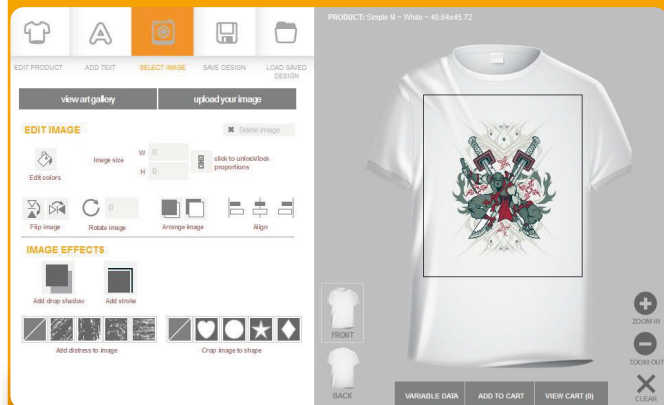 PRODUCT: Simple M ~ White ~ 40.64x45.72
EDIT PRODUCT
ADD TEXT
SELECT IMAGE
SAVE DESIGN
LOAD SAVED
DESIGN
view art gallery
upload your image
EDIT IMAGE
✖ Delete image
Edit colors
Image size
W 0
H 0
click to unlock/lock
proportions
Flip image
0
Rotate image
Arrange image
Align
IMAGE EFFECTS
Add drop shadow
Add stroke
Add distress to image
Crop image to shape
FRONT
BACK
ZOOM IN
ZOOM OUT
CLEAR
VARIABLE DATA
ADD TO CART
VIEW CART (0)